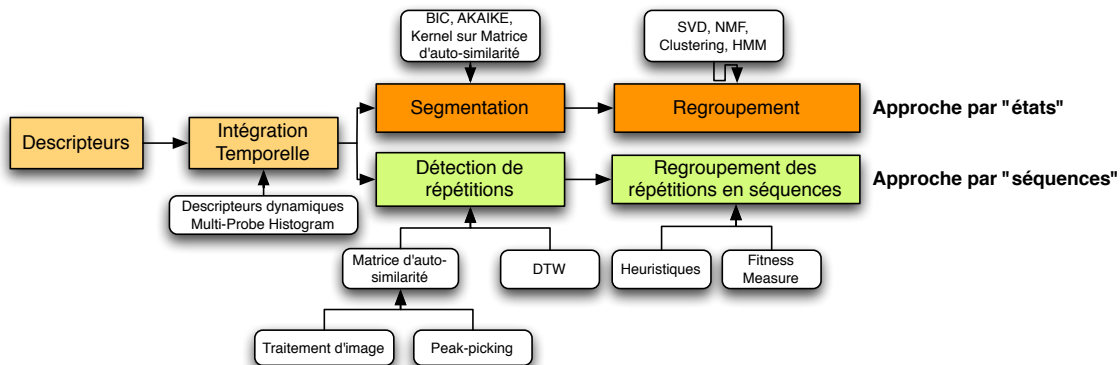 BIC, AKAIKE,
Kernel sur Matrice
d'auto-similarité
SVD, NMF,
Clustering, HMM
Segmentation
Regroupement
Approche par "états"
Descripteurs
Intégration
Temporelle
Détection de
répétitions
Regroupement des
répétitions en séquences
Approche par "séquences"
Descripteurs dynamiques
Multi-Probe Histogram
Matrice d'auto-
similarité
DTW
Heuristiques
Fitness
Measure
Traitement d'image
Peak-picking